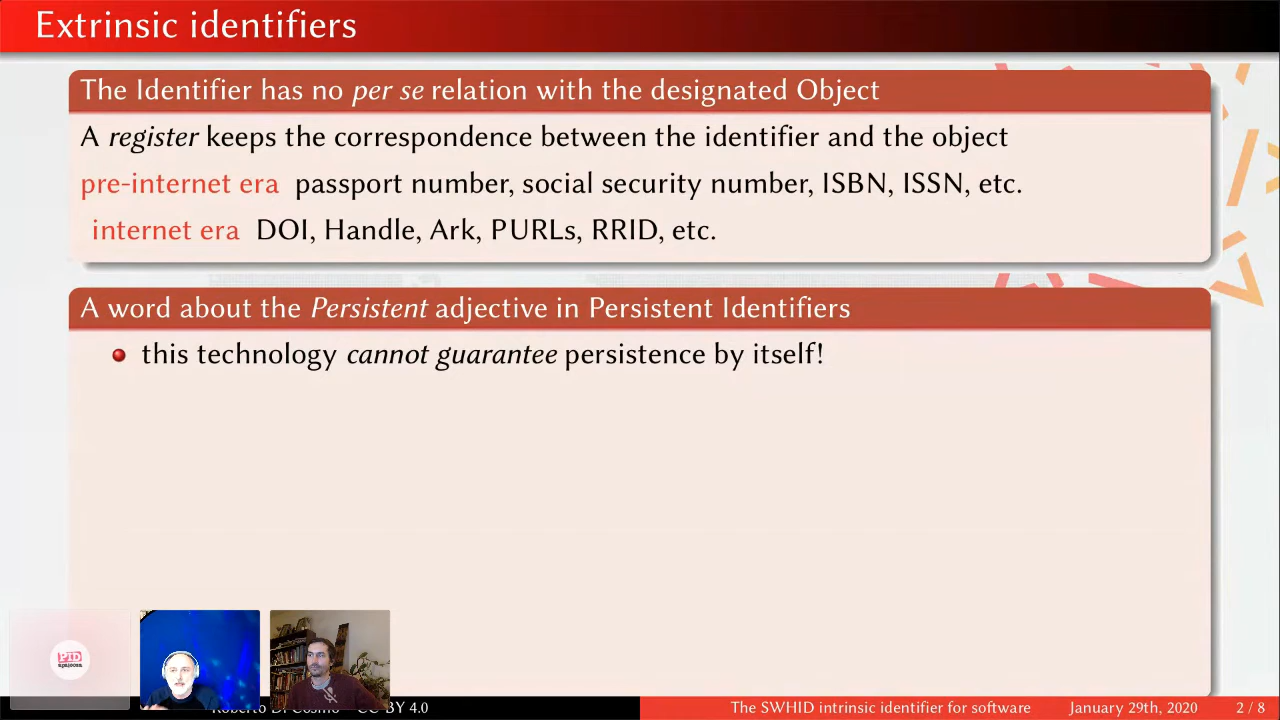 Extrinsic identifiers
The Identifier has no per se relation with the designated Object
A register keeps the correspondence between the identifier and the object
pre-internet era passport number, social security number, ISBN, ISSN, etc.
internet era DOI, Handle, Ark, PURLs, RRID, etc.
A word about the Persistent adjective in Persistent Identifiers
this technology cannot guarantee persistence by itself!
PID
apalooza
CC-BY 4.0
The SWHID intrinsic identifier for software January 29th, 2020 2 / 8